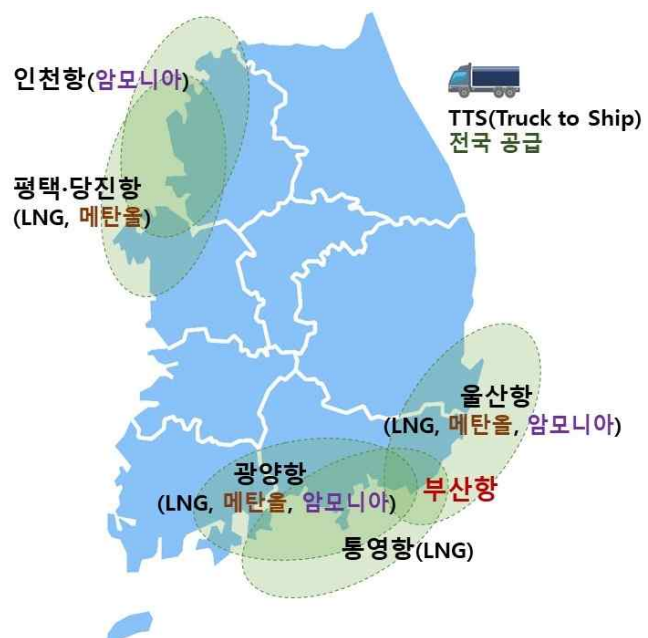 인천항(암모니아)
TTS(Truck to Ship)
전국 공급
평택·당진항
(LNG, 메탄올)
울산항
(LNG, 메탄올, 암모니아)
광양항
(LNG, 메탄올, 암모니아)
부산항
통영항(LNG)